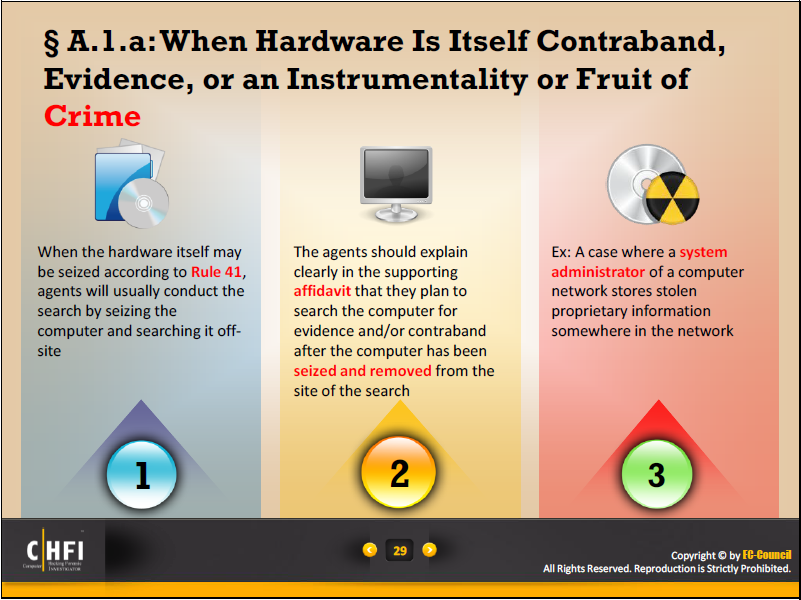 § A.1.a: When Hardware Is Itself Contraband,
Evidence, or an Instrumentality or Fruit of
Crime
When the hardware itself may
be seized according to Rule 41,
agents will usually conduct the
search by seizing the
computer and searching it off-
site
The agents should explain
clearly in the supporting
affidavit that they plan to
search the computer for
evidence and/or contraband
after the computer has been
seized and removed from the
site of the search
Ex: A case where a system
administrator of a computer
network stores stolen
proprietary information
somewhere in the network
1
2
3
CHFI
Computer Hacking Forensic
INVESTIGATOR
29
Copyright © by EC-Council
All Rights Reserved. Reproduction is Strictly Prohibited.